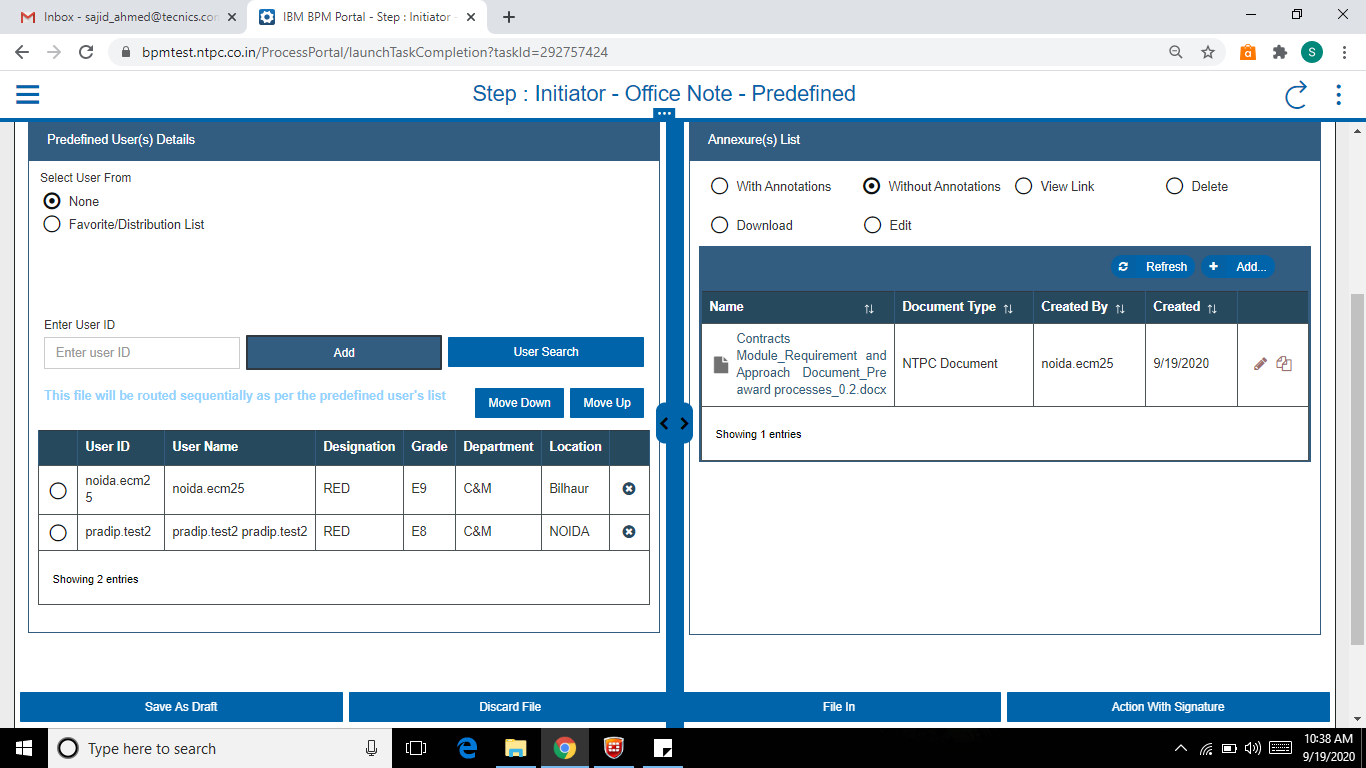 Inbox - sajid_ahmed@tecnics.con
IBM BPM Portal - Step : Initiator -
bpmtest.ntpc.co.in/ProcessPortal/launchTaskCompletion?taskId=292757424
S
Step : Initiator - Office Note - Predefined
Predefined User(s) Details
Select User From
None
Favorite/Distribution List
Enter User ID
Enter user ID
Add
User Search
This file will be routed sequentially as per the predefined user's list
Move Down
Move Up
User ID User Name Designation Grade Department Location
noida.ecm2
5
noida.ecm25 RED E9 C&M Bilhaur
pradip.test2 pradip.test2 pradip.test2 RED E8 C&M NOIDA
Showing 2 entries
Annexure(s) List
With Annotations Without Annotations View Link Delete
Download Edit
Refresh + Add...
Name Document Type Created By Created
Contracts
Module_Requirement and
Approach Document_Pre
award processes_0.2.docx
NTPC Document noida.ecm25 9/19/2020
Showing 1 entries
Save As Draft Discard File File In Action With Signature
Type here to search
10:38 AM
9/19/2020